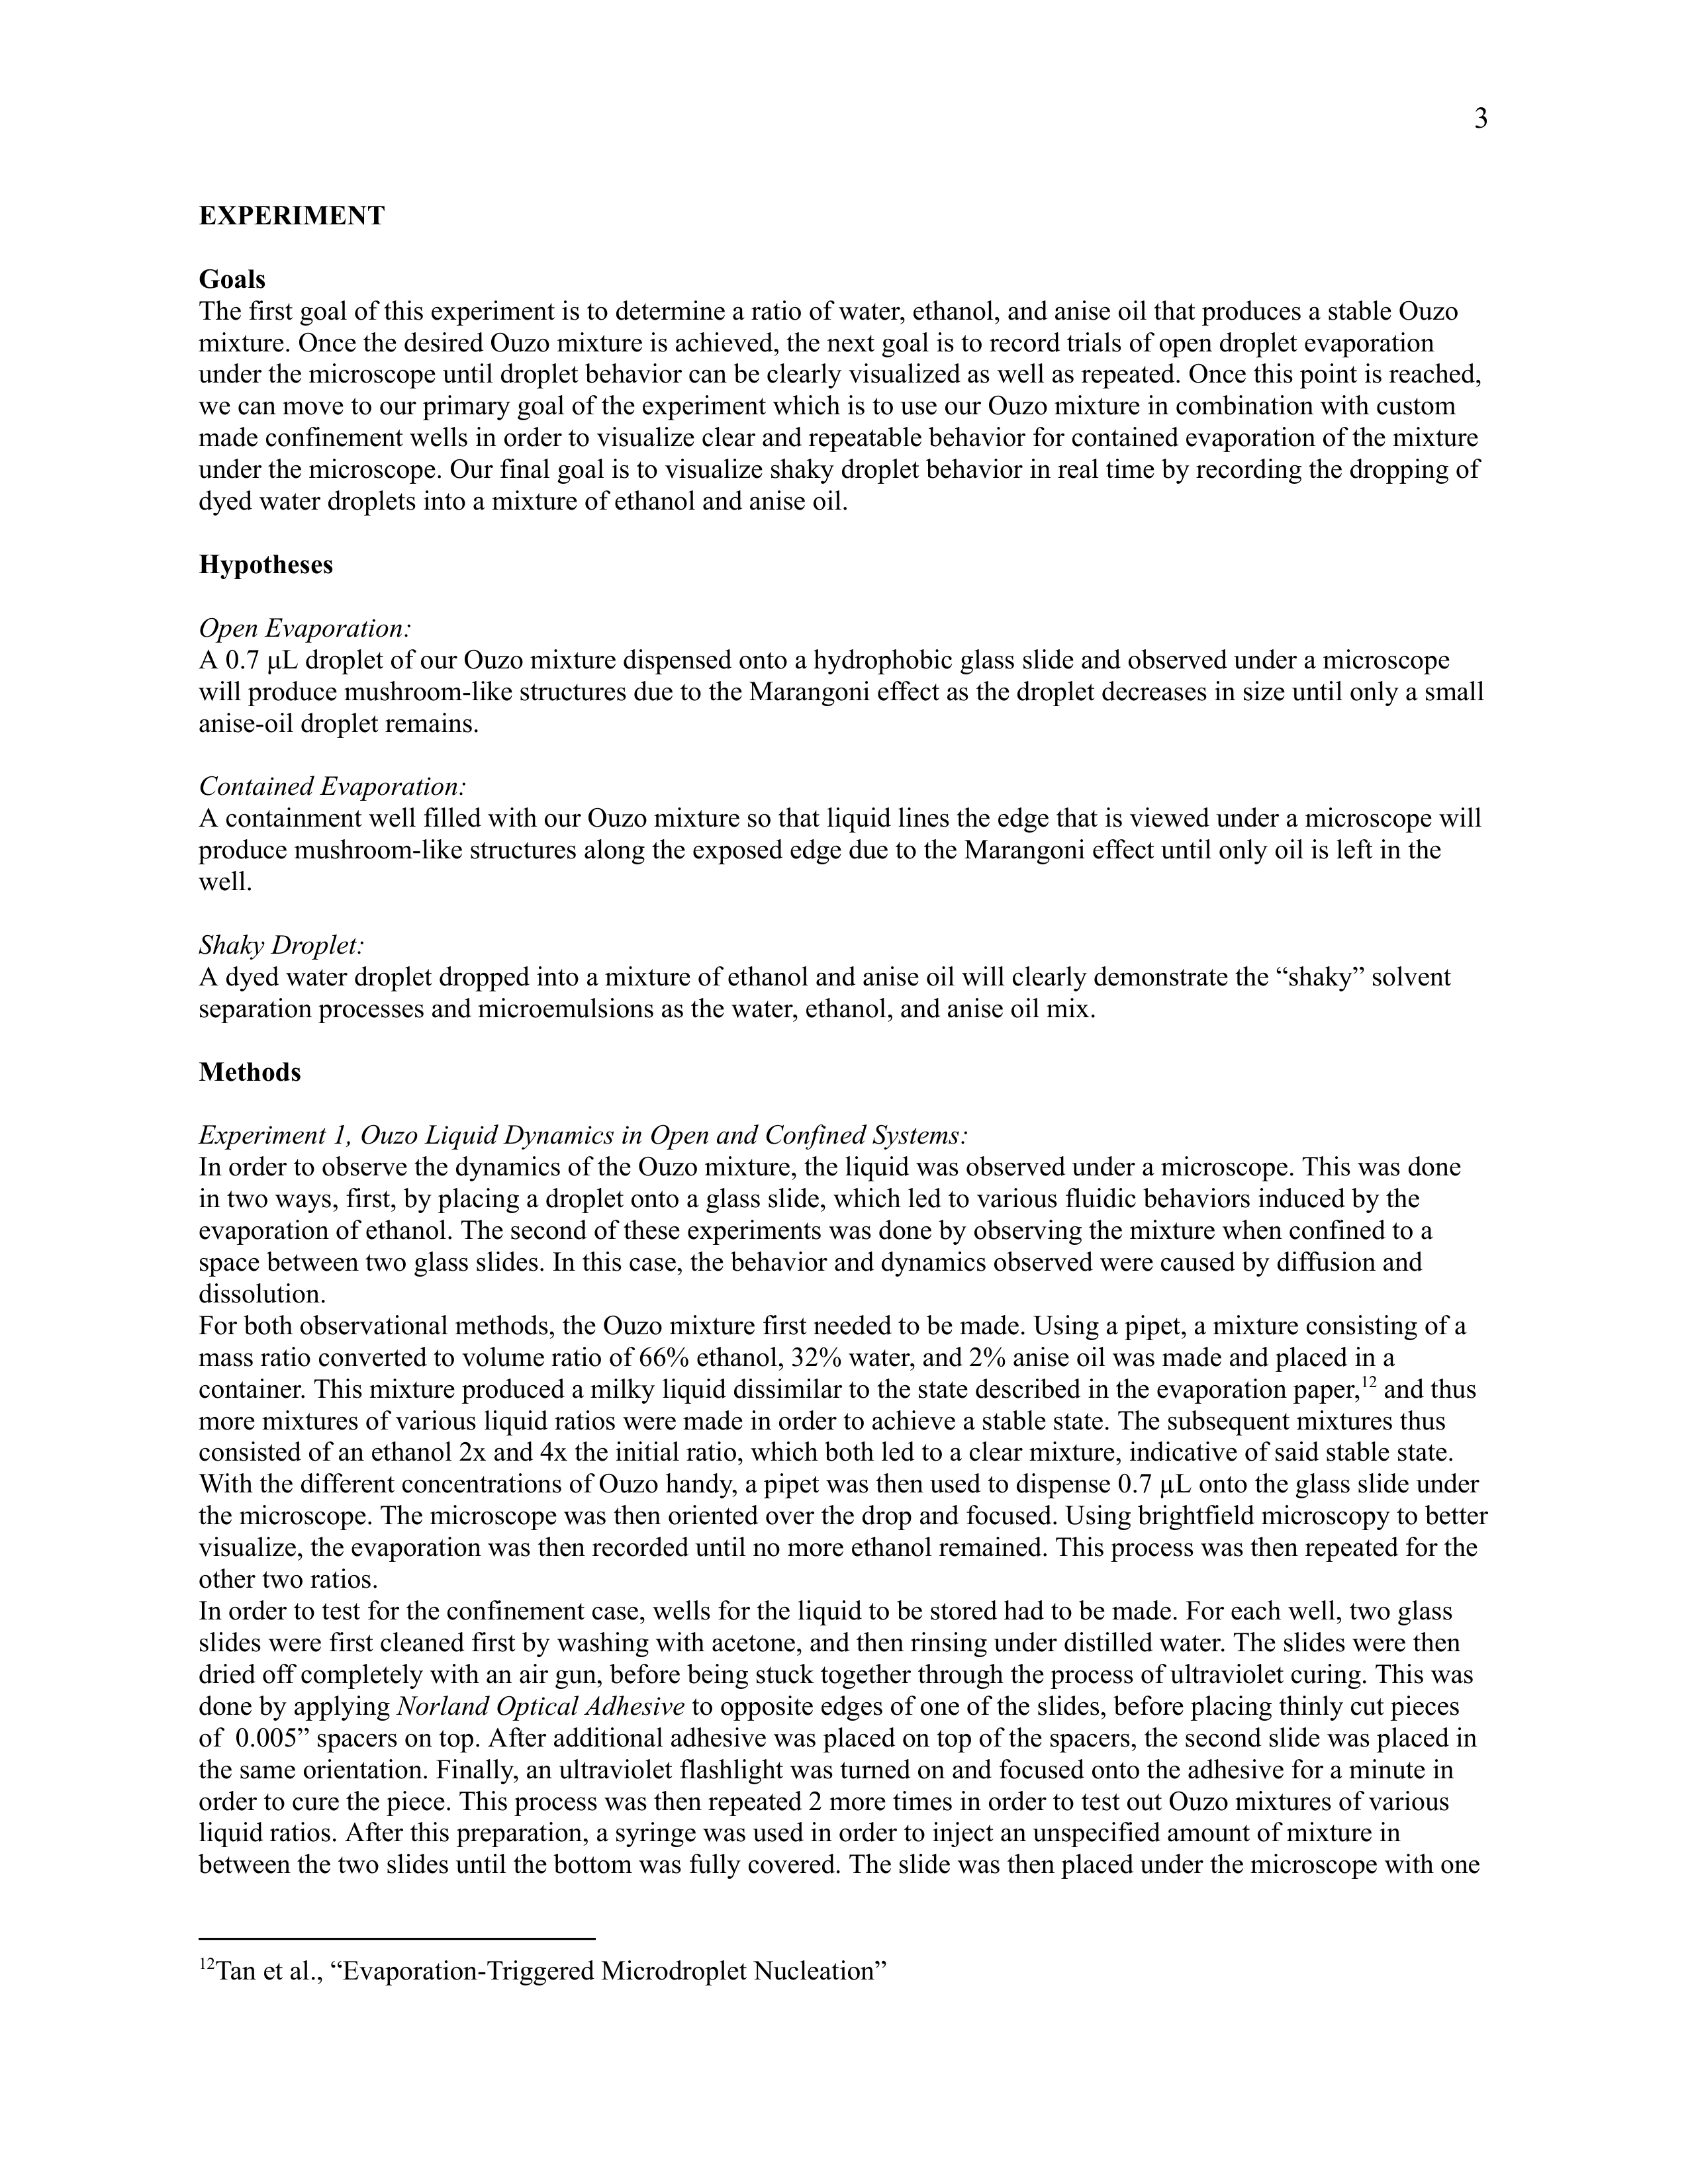 3
EXPERIMENT
Goals
The first goal of this experiment is to determine a ratio of water, ethanol, and anise oil that produces a stable Ouzo
mixture. Once the desired Ouzo mixture is achieved, the next goal is to record trials of open droplet evaporation
under the microscope until droplet behavior can be clearly visualized as well as repeated. Once this point is reached,
we can move to our primary goal of the experiment which is to use our Ouzo mixture in combination with custom
made confinement wells in order to visualize clear and repeatable behavior for contained evaporation of the mixture
under the microscope. Our final goal is to visualize shaky droplet behavior in real time by recording the dropping of
dyed water droplets into a mixture of ethanol and anise oil.
Hypotheses
Open Evaporation:
A 0.7 µL droplet of our Ouzo mixture dispensed onto a hydrophobic glass slide and observed under a microscope
will produce mushroom-like structures due to the Marangoni effect as the droplet decreases in size until only a small
anise-oil droplet remains.
Contained Evaporation:
A containment well filled with our Ouzo mixture so that liquid lines the edge that is viewed under a microscope will
produce mushroom-like structures along the exposed edge due to the Marangoni effect until only oil is left in the
well.
Shaky Droplet:
A dyed water droplet dropped into a mixture of ethanol and anise oil will clearly demonstrate the “shaky” solvent
separation processes and microemulsions as the water, ethanol, and anise oil mix.
Methods
Experiment 1, Ouzo Liquid Dynamics in Open and Confined Systems:
In order to observe the dynamics of the Ouzo mixture, the liquid was observed under a microscope. This was done
in two ways, first, by placing a droplet onto a glass slide, which led to various fluidic behaviors induced by the
evaporation of ethanol. The second of these experiments was done by observing the mixture when confined to a
space between two glass slides. In this case, the behavior and dynamics observed were caused by diffusion and
dissolution.
For both observational methods, the Ouzo mixture first needed to be made. Using a pipet, a mixture consisting of a
mass ratio converted to volume ratio of 66% ethanol, 32% water, and 2% anise oil was made and placed in a
container. This mixture produced a milky liquid dissimilar to the state described in the evaporation paper,12 and thus
more mixtures of various liquid ratios were made in order to achieve a stable state. The subsequent mixtures thus
consisted of an ethanol 2x and 4x the initial ratio, which both led to a clear mixture, indicative of said stable state.
With the different concentrations of Ouzo handy, a pipet was then used to dispense 0.7 µL onto the glass slide under
the microscope. The microscope was then oriented over the drop and focused. Using brightfield microscopy to better
visualize, the evaporation was then recorded until no more ethanol remained. This process was then repeated for the
other two ratios.
In order to test for the confinement case, wells for the liquid to be stored had to be made. For each well, two glass
slides were first cleaned first by washing with acetone, and then rinsing under distilled water. The slides were then
dried off completely with an air gun, before being stuck together through the process of ultraviolet curing. This was
done by applying Norland Optical Adhesive to opposite edges of one of the slides, before placing thinly cut pieces
of  0.005” spacers on top. After additional adhesive was placed on top of the spacers, the second slide was placed in
the same orientation. Finally, an ultraviolet flashlight was turned on and focused onto the adhesive for a minute in
order to cure the piece. This process was then repeated 2 more times in order to test out Ouzo mixtures of various
liquid ratios. After this preparation, a syringe was used in order to inject an unspecified amount of mixture in
between the two slides until the bottom was fully covered. The slide was then placed under the microscope with one
12Tan et al., “Evaporation-Triggered Microdroplet Nucleation”